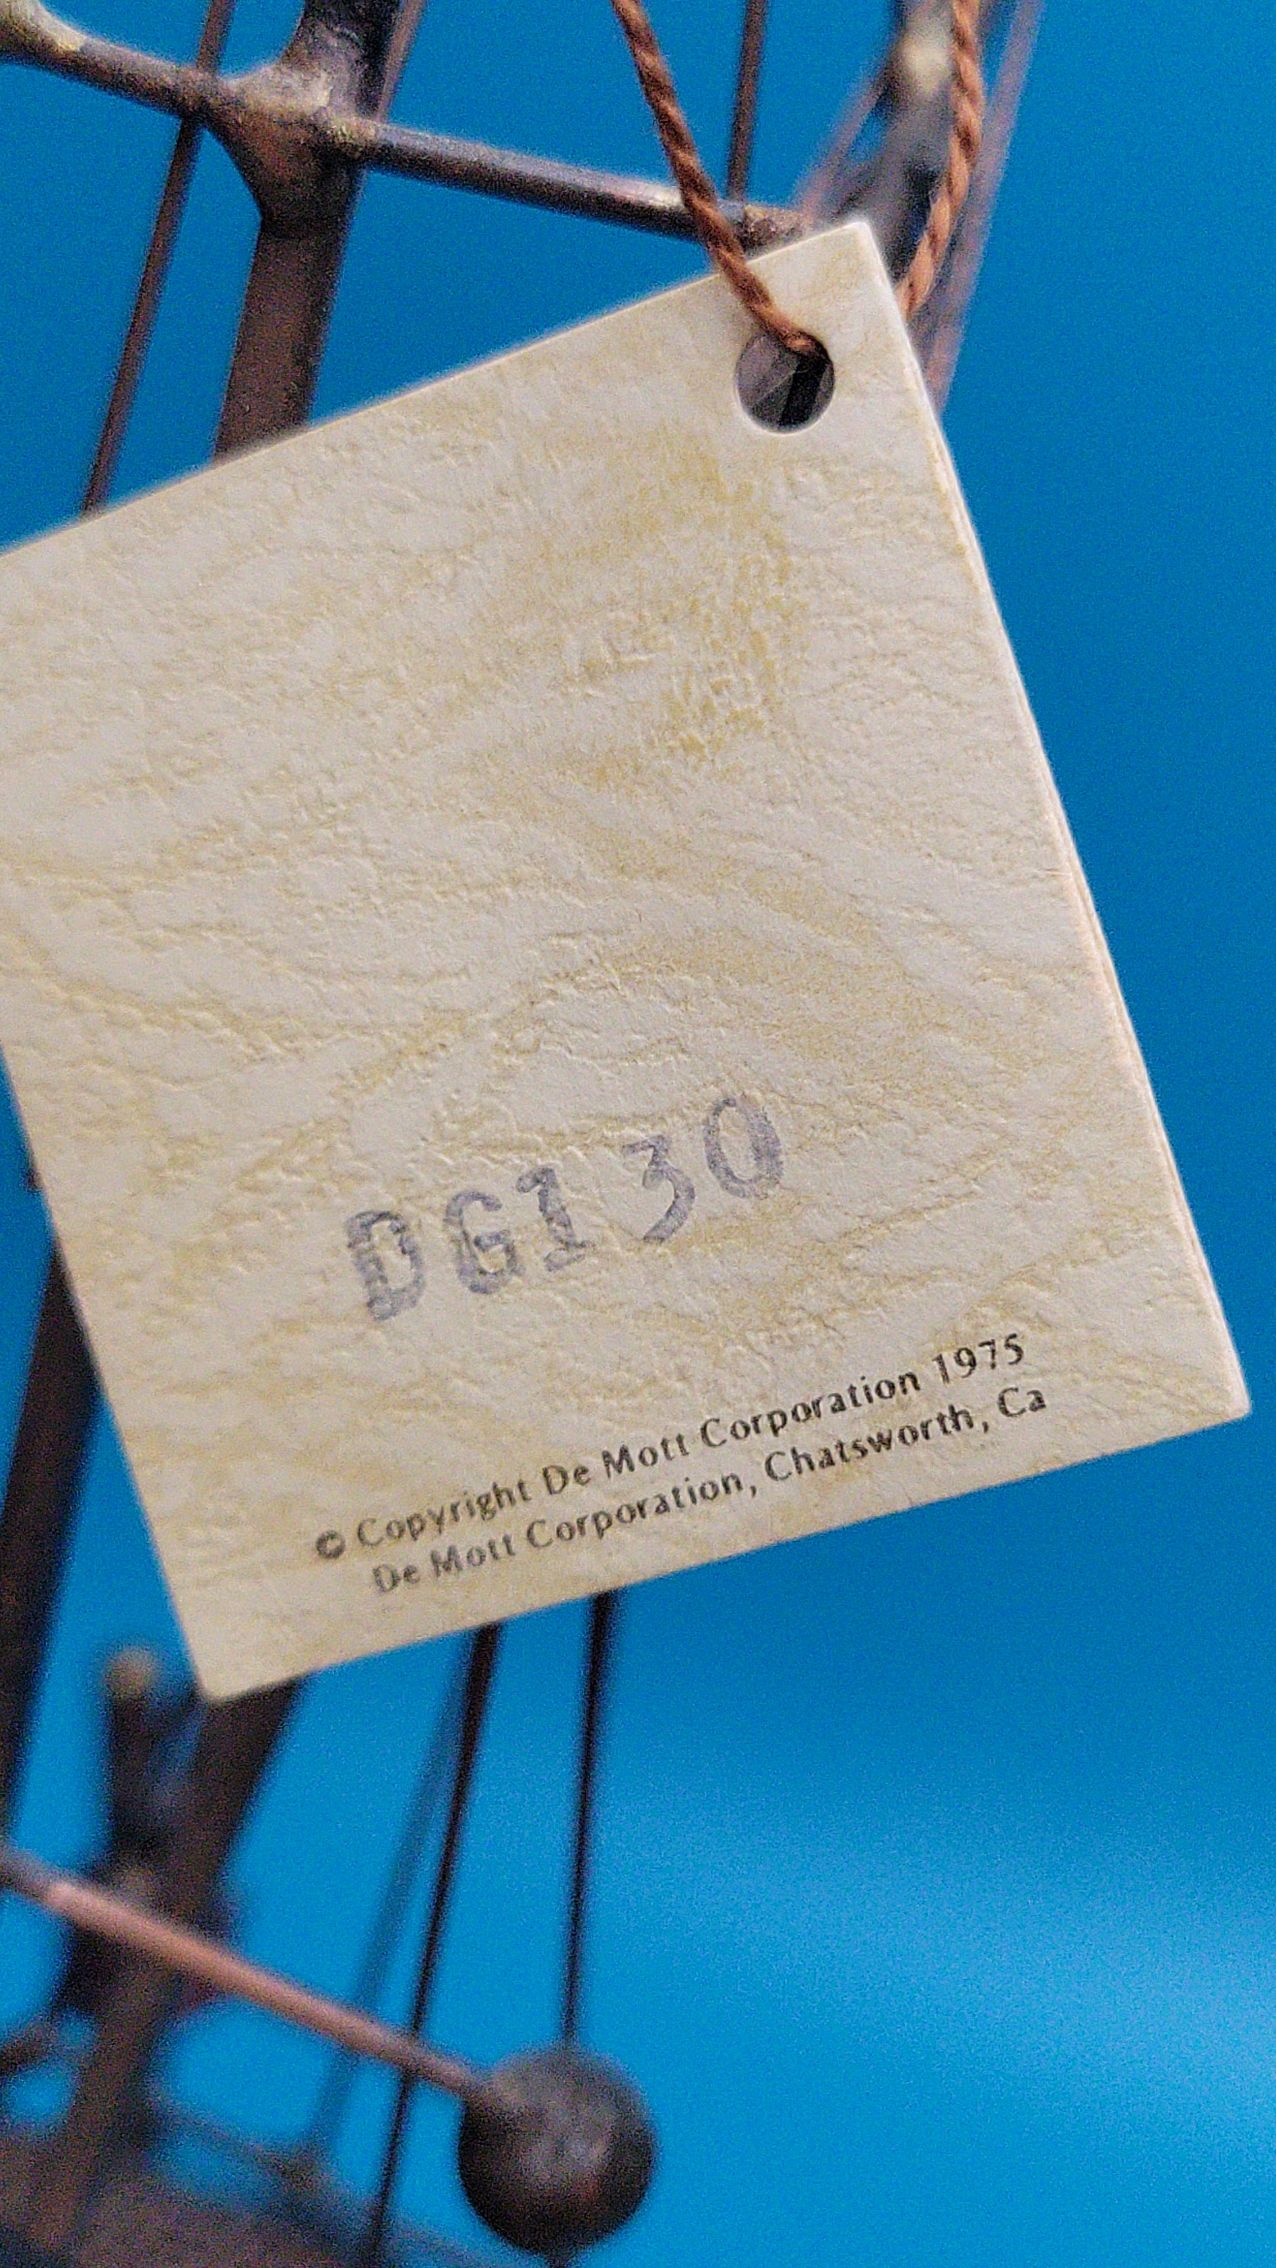 DG130
© Copyright De Mott Corporation 1975
De Mott Corporation, Chatsworth, Ca